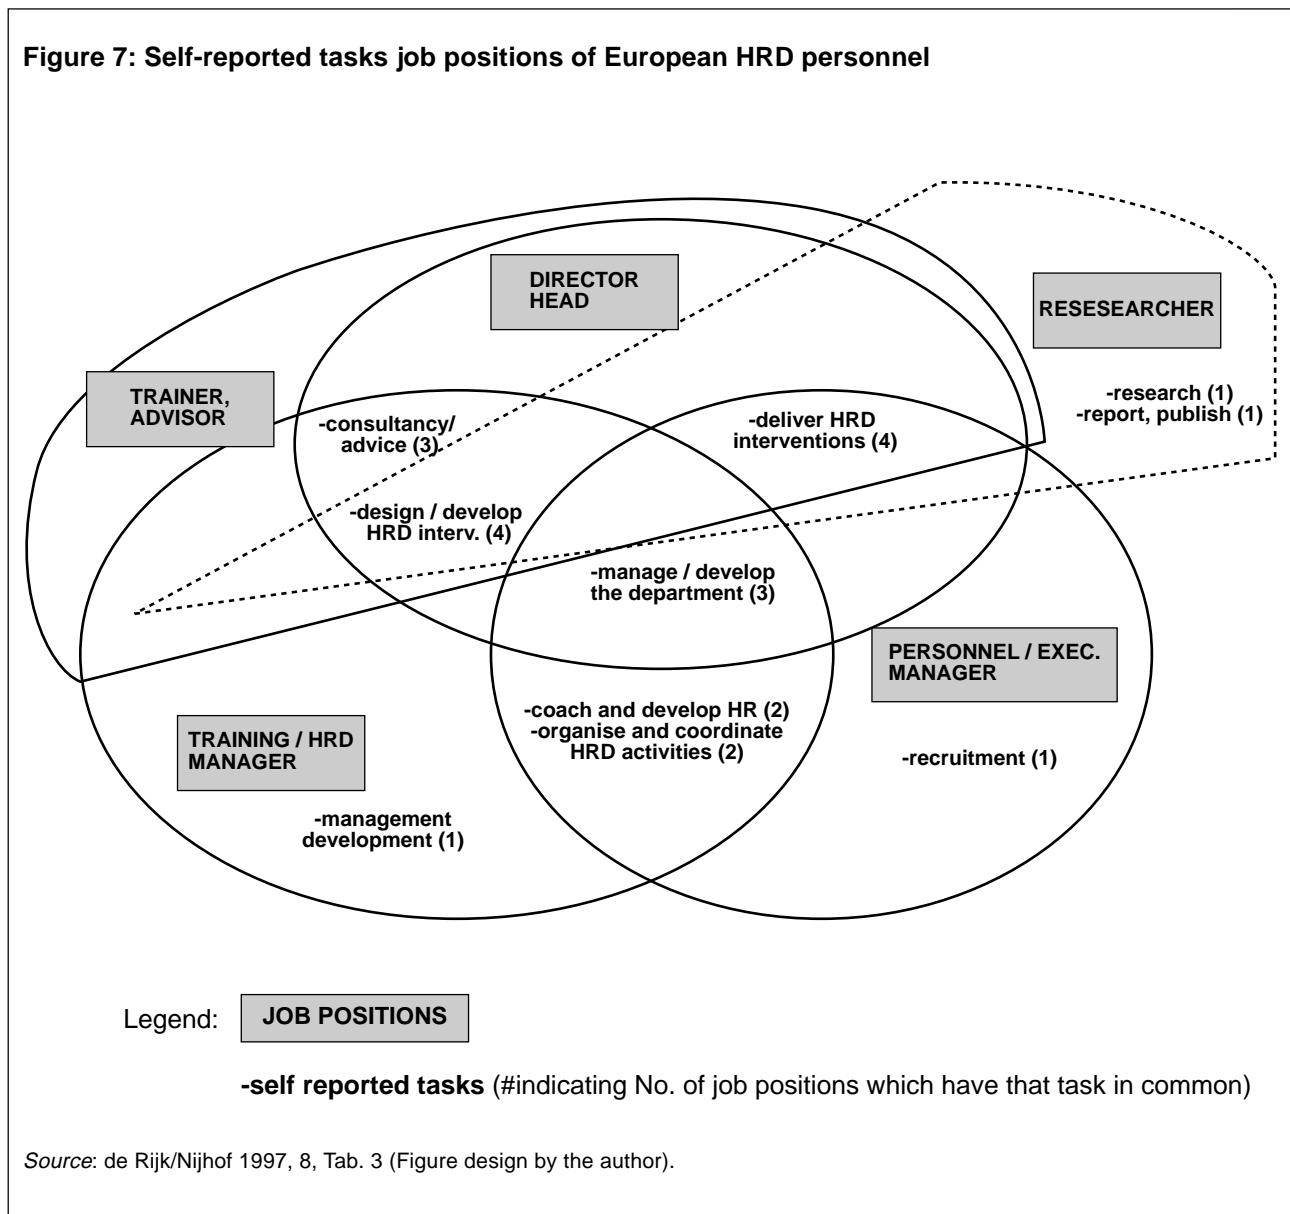 Figure 7: Self-reported tasks job positions of European HRD personnel
DIRECTOR
HEAD
RESESEARCHER
TRAINER,
ADVISOR
-research (1)
-report, publish (1)
-consultancy/
advice (3)
-deliver HRD
interventions (4)
-design / develop
HRD interv. (4)
-manage / develop
the department (3)
PERSONNEL / EXEC.
MANAGER
-coach and develop HR (2)
-organise and coordinate
HRD activities (2)
TRAINING / HRD
MANAGER
-recruitment (1)
-management
development (1)
Legend:
JOB POSITIONS
-self reported tasks (#indicating No. of job positions which have that task in common)
Source: de Rijk/Nijhof 1997, 8, Tab. 3 (Figure design by the author).